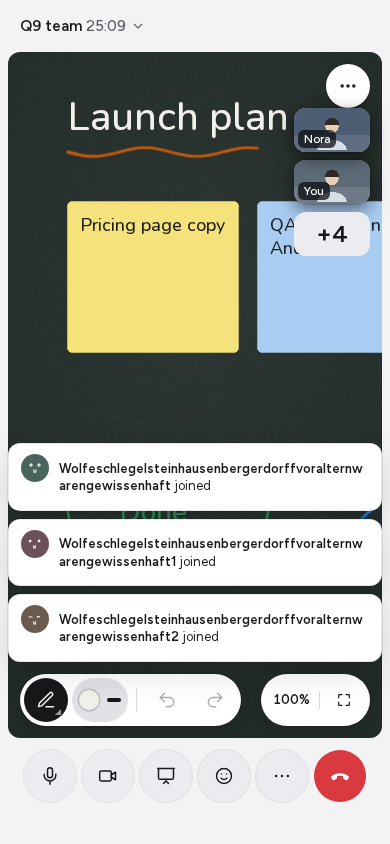 Q9 team 25:09
Launch plan
Nora
You
+4
Pricing page copy
QA
Done
Wolfeschlegelsteinhausenbergerdorffvoralternw
arengewissenhaft joined
Wolfeschlegelsteinhausenbergerdorffvoralternw
arengewissenhaft1 joined
Wolfeschlegelsteinhausenbergerdorffvoralternw
arengewissenhaft2 joined
100%